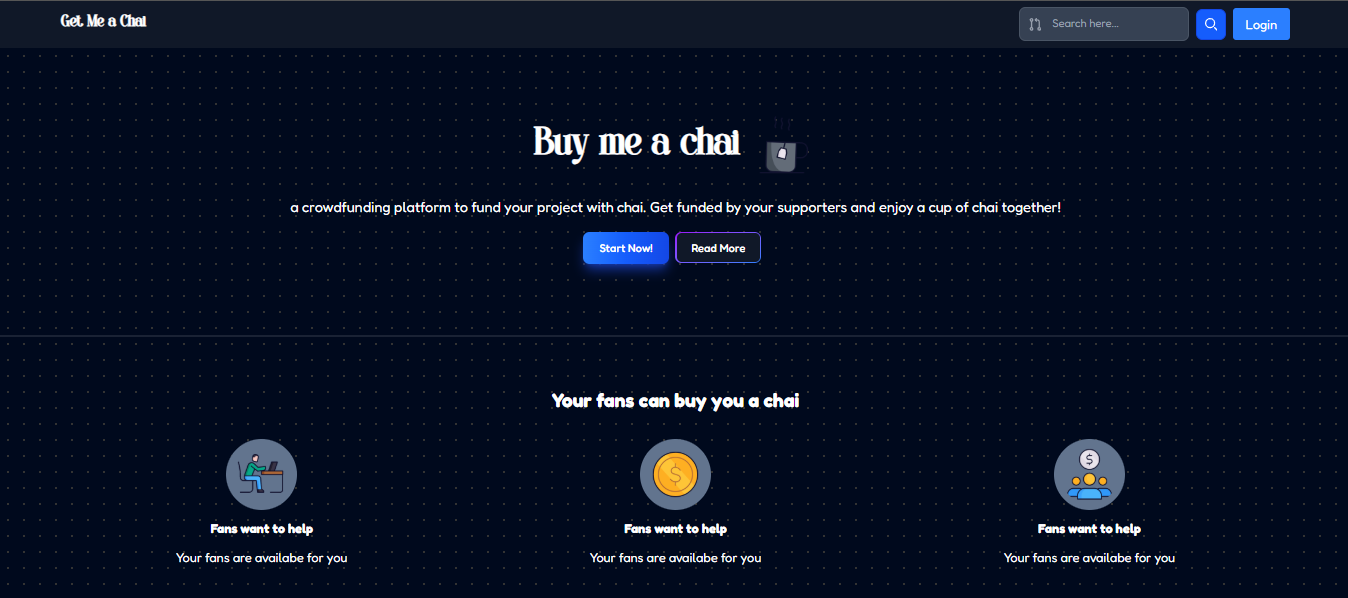 Get Me a Chai
Search here...
Login
Buy me a chai
a crowdfunding platform to fund your project with chai. Get funded by your supporters and enjoy a cup of chai together!
Start Now!
Read More
Your fans can buy you a chai
$
$
Fans want to help
Fans want to help
Fans want to help
Your fans are availabe for you
Your fans are availabe for you
Your fans are availabe for you